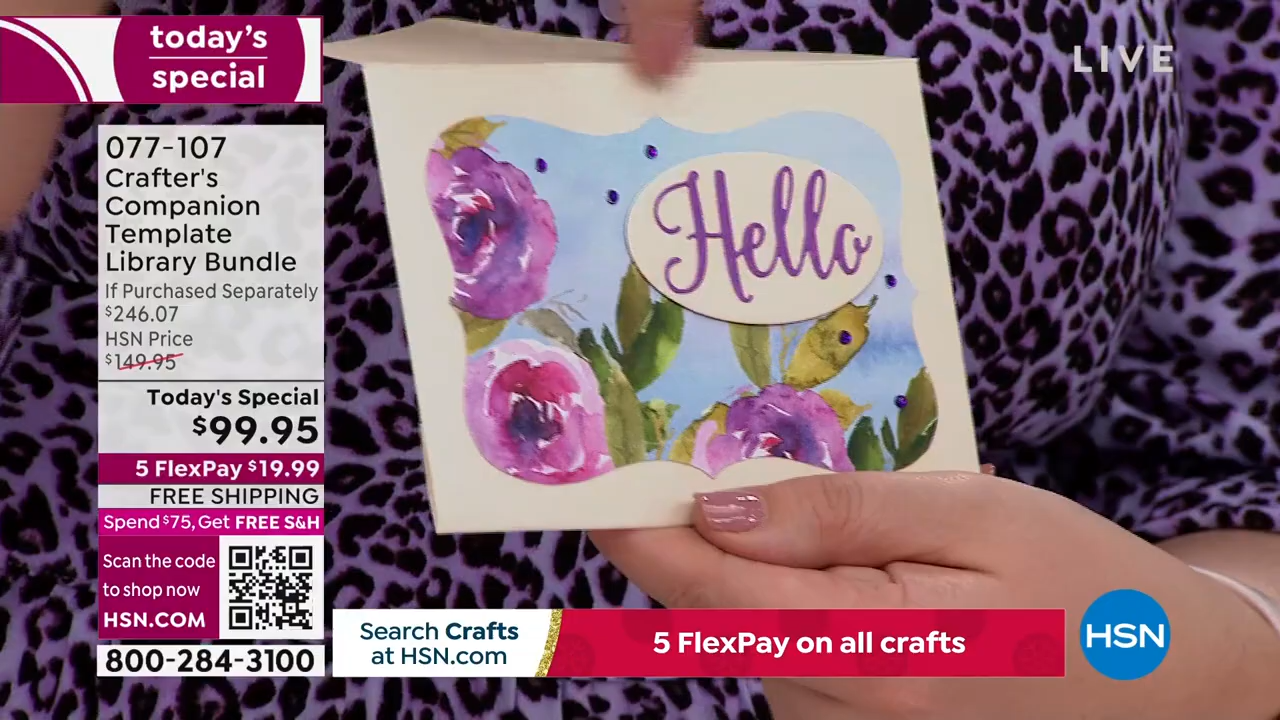 today's
special
LIVE
077-107
Crafter's
Companion
Template
Library Bundle
If Purchased Separately
$246.07
HSN Price
$149.95
Today's Special
$99.95
5 FlexPay $19.99
FREE SHIPPING
Spend $75, Get FREE S&H
Scan the code
to shop now
HSN.COM
800-284-3100
Hello
Search Crafts
at HSN.com
5 FlexPay on all crafts
HSN